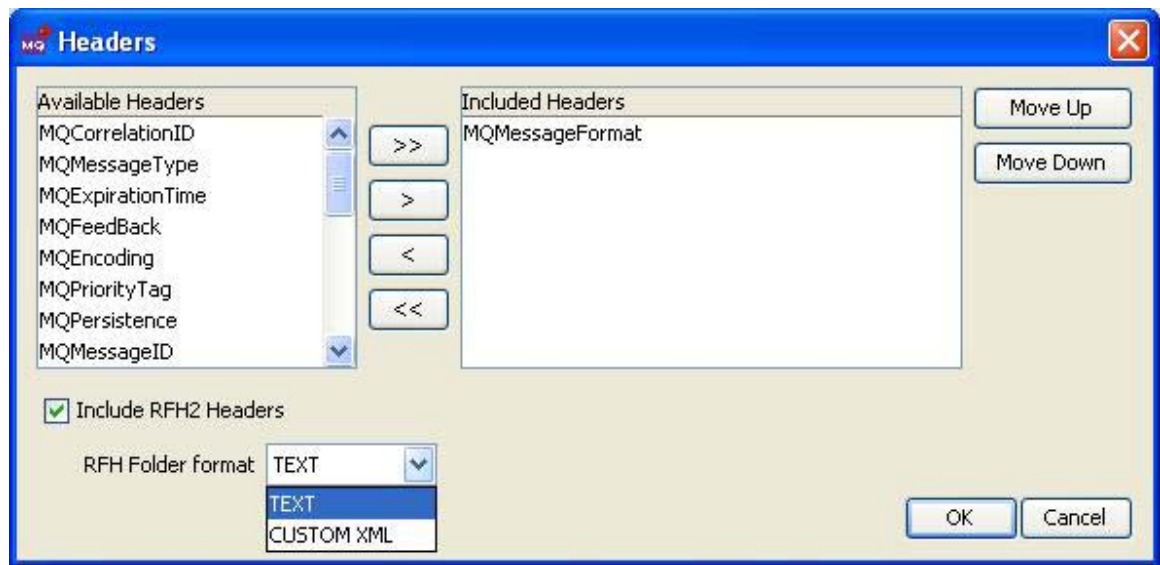 MQ Headers
Available Headers
MQCorrelationID
MQMessageType
MQExpirationTime
MQFeedBack
MQEncoding
MQPriorityTag
MQPersistence
MQMessageID
>>
>
<
<<
Included Headers
MQMessageFormat
Move Up
Move Down
Include RFH2 Headers
RFH Folder format TEXT
TEXT
CUSTOM XML
OK Cancel